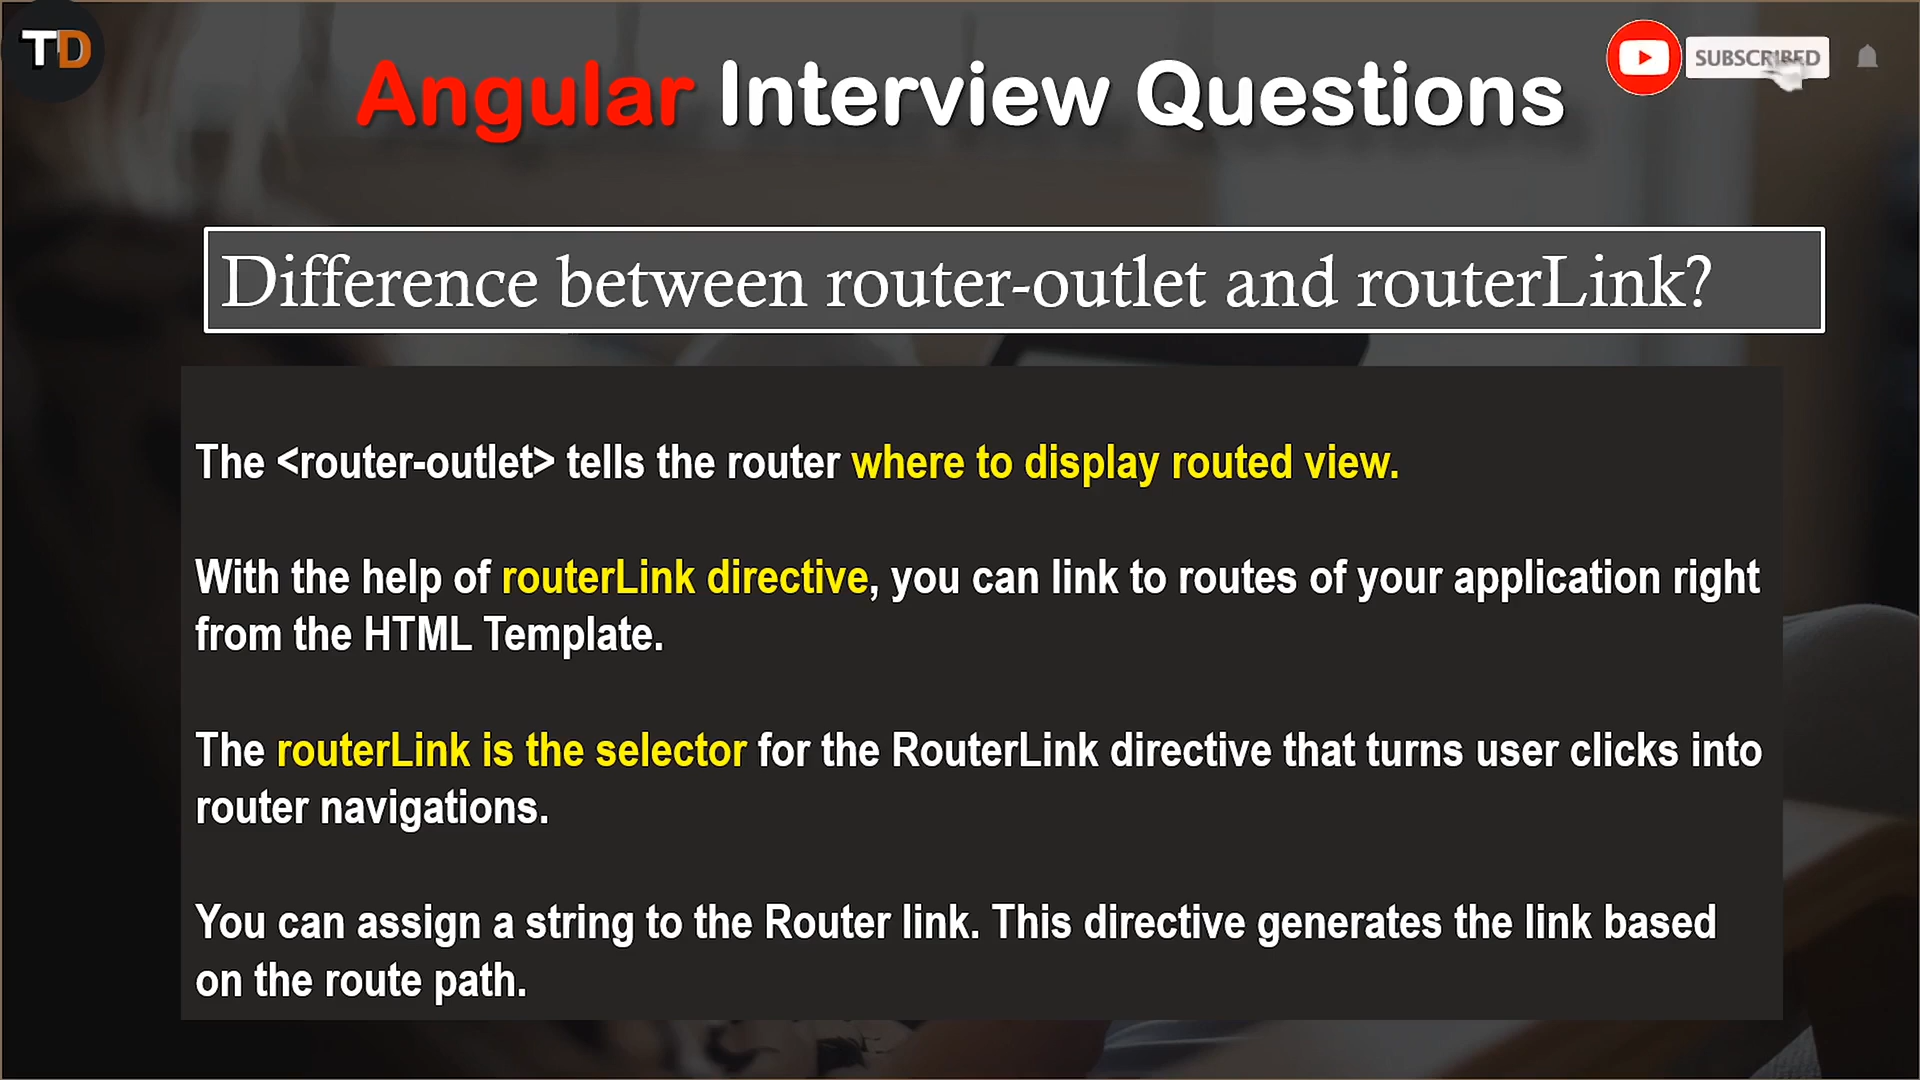 TD
Angular Interview Questions
SUBSCRIBED
Difference between router-outlet and routerLink?
The <router-outlet> tells the router where to display routed view.
With the help of routerLink directive, you can link to routes of your application right
from the HTML Template.
The routerLink is the selector for the RouterLink directive that turns user clicks into
router navigations.
You can assign a string to the Router link. This directive generates the link based
on the route path.